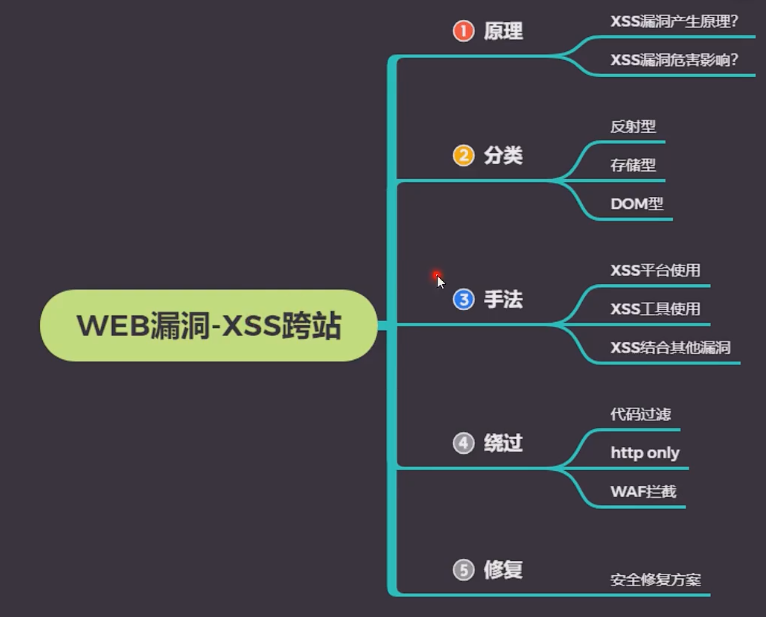 WEB漏洞-XSS跨站
1 原理
XSS漏洞产生原理?
XSS漏洞危害影响?
2 分类
反射型
存储型
DOM型
3 手法
XSS平台使用
XSS工具使用
XSS结合其他漏洞
4 绕过
代码过滤
http only
WAF拦截
5 修复
安全修复方案